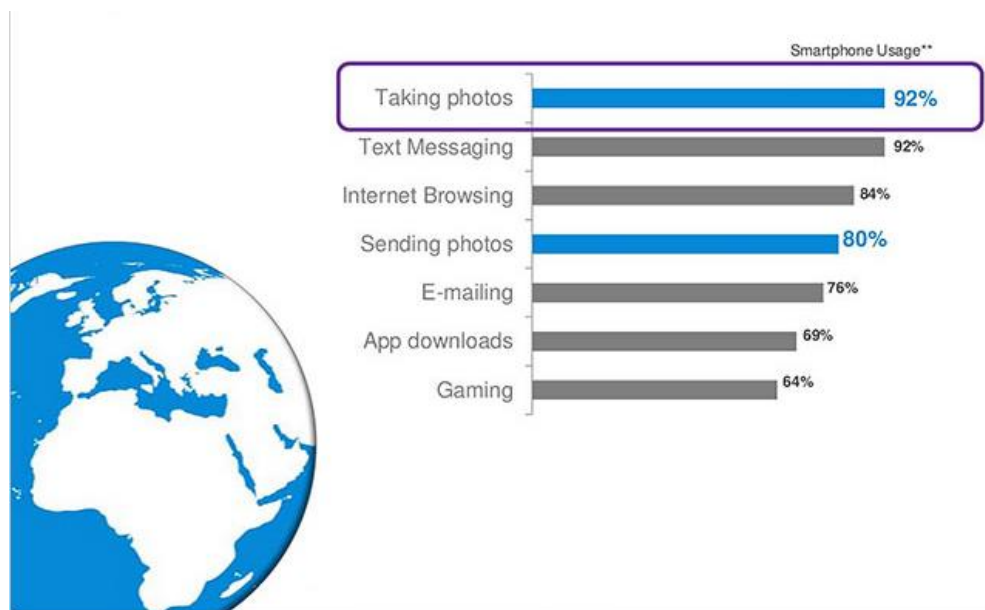 Smartphone Usage**
Taking photos 92%
Text Messaging 92%
Internet Browsing 84%
Sending photos 80%
E-mailing 76%
App downloads 69%
Gaming 64%